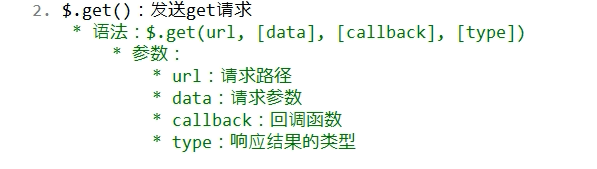 2. $.get()：发送get请求
* 语法：$.get(url, [data], [callback], [type])
* 参数：
* url：请求路径
* data：请求参数
* callback：回调函数
* type：响应结果的类型